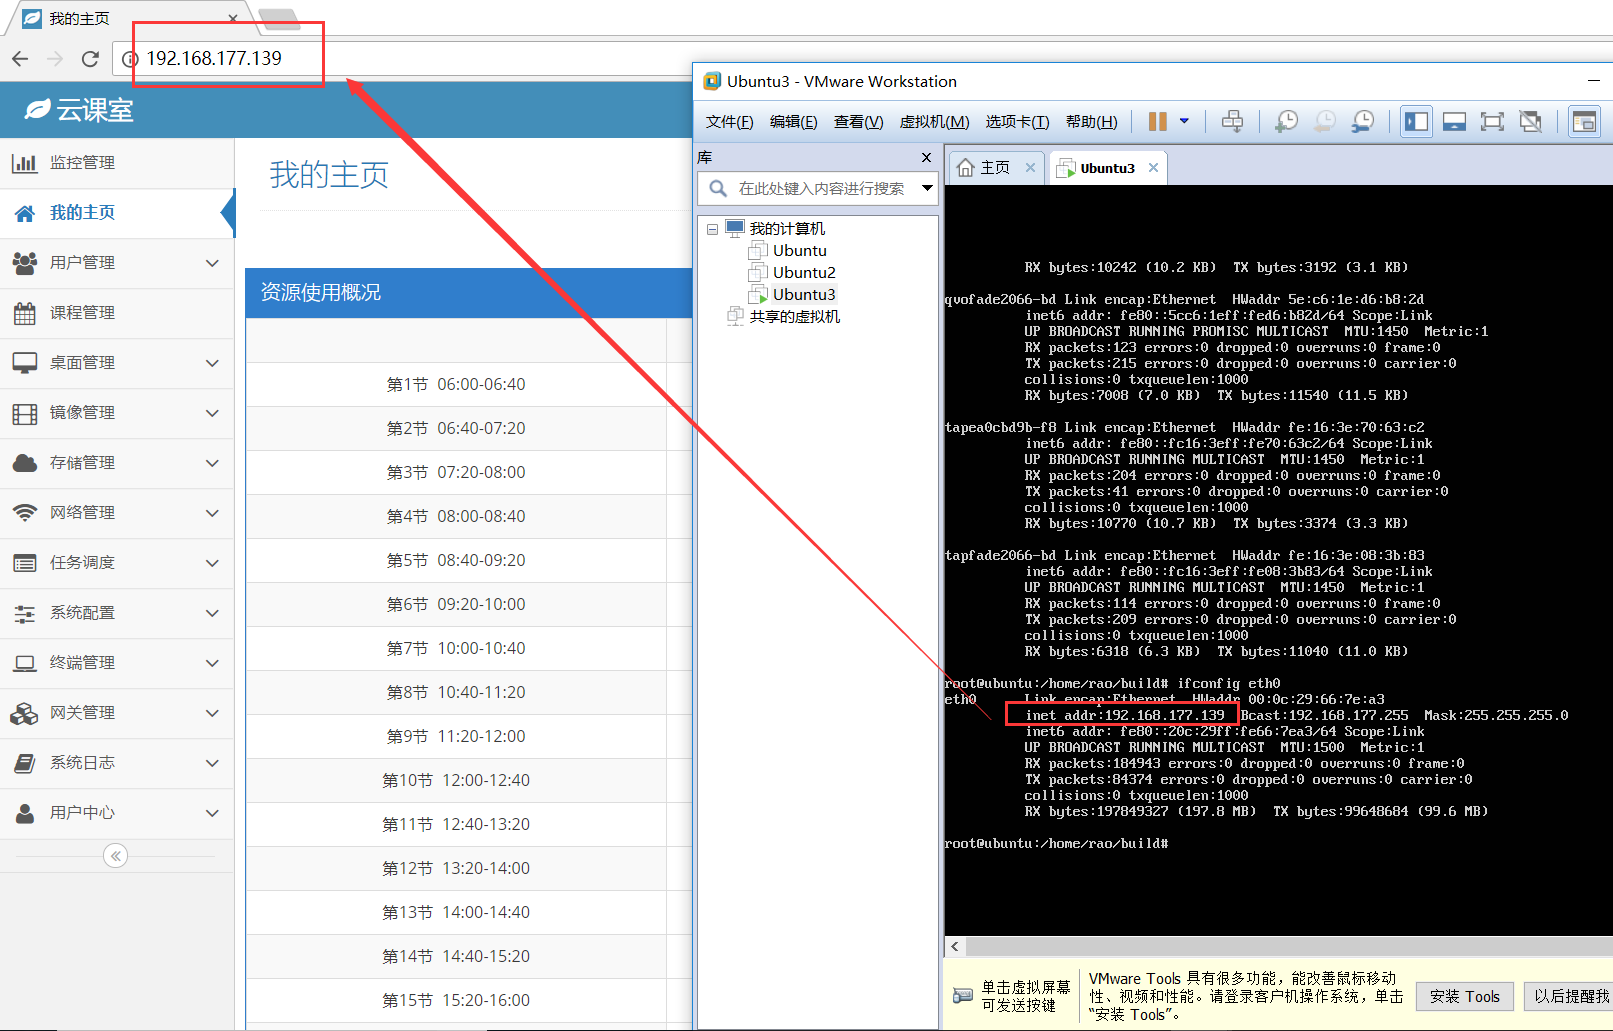 我的主页
192.168.177.139
云课室
监控管理
我的主页
用户管理
课程管理
桌面管理
镜像管理
存储管理
网络管理
任务调度
系统配置
终端管理
网关管理
系统日志
用户中心
我的主页
资源使用概况
第1节 06:00-06:40
第2节 06:40-07:20
第3节 07:20-08:00
第4节 08:00-08:40
第5节 08:40-09:20
第6节 09:20-10:00
第7节 10:00-10:40
第8节 10:40-11:20
第9节 11:20-12:00
第10节 12:00-12:40
第11节 12:40-13:20
第12节 13:20-14:00
第13节 14:00-14:40
第14节 14:40-15:20
第15节 15:20-16:00
Ubuntu3 - VMware Workstation
文件(F) 编辑(E) 查看(V) 虚拟机(M) 选项卡(T) 帮助(H)
库
在此处键入内容进行搜索
我的计算机
Ubuntu
Ubuntu2
Ubuntu3
共享的虚拟机
主页
Ubuntu3
RX bytes:10242 (10.2 KB)  TX bytes:3192 (3.1 KB)
qvofade2066-bd Link encap:Ethernet  HWaddr 5e:c6:1e:d6:b8:2d
inet6 addr: fe80::5cc6:1eff:fed6:b82d/64 Scope:Link
UP BROADCAST RUNNING PROMISC MULTICAST  MTU:1450  Metric:1
RX packets:123 errors:0 dropped:0 overruns:0 frame:0
TX packets:215 errors:0 dropped:0 overruns:0 carrier:0
collisions:0 txqueuelen:1000
RX bytes:7008 (7.0 KB)  TX bytes:11540 (11.5 KB)
tapea0cbd9b-f8 Link encap:Ethernet  HWaddr fe:16:3e:70:63:c2
inet6 addr: fe80::fc16:3eff:fe70:63c2/64 Scope:Link
UP BROADCAST RUNNING MULTICAST  MTU:1450  Metric:1
RX packets:204 errors:0 dropped:0 overruns:0 frame:0
TX packets:41 errors:0 dropped:0 overruns:0 carrier:0
collisions:0 txqueuelen:1000
RX bytes:10770 (10.7 KB)  TX bytes:3374 (3.3 KB)
tapfade2066-bd Link encap:Ethernet  HWaddr fe:16:3e:08:3b:83
inet6 addr: fe80::fc16:3eff:fe08:3b83/64 Scope:Link
UP BROADCAST RUNNING MULTICAST  MTU:1450  Metric:1
RX packets:114 errors:0 dropped:0 overruns:0 frame:0
TX packets:209 errors:0 dropped:0 overruns:0 carrier:0
collisions:0 txqueuelen:1000
RX bytes:6318 (6.3 KB)  TX bytes:11040 (11.0 KB)
root@ubuntu:/home/rao/build# ifconfig eth0
eth0      Link encap:Ethernet  HWaddr 00:0c:29:66:7e:a3
inet addr:192.168.177.139  Bcast:192.168.177.255  Mask:255.255.255.0
inet6 addr: fe80::20c:29ff:fe66:7ea3/64 Scope:Link
UP BROADCAST RUNNING MULTICAST  MTU:1500  Metric:1
RX packets:184943 errors:0 dropped:0 overruns:0 frame:0
TX packets:84374 errors:0 dropped:0 overruns:0 carrier:0
collisions:0 txqueuelen:1000
RX bytes:197849327 (197.8 MB)  TX bytes:99648684 (99.6 MB)
root@ubuntu:/home/rao/build#
单击虚拟屏幕
可发送按键
VMware Tools 具有很多功能，能改善鼠标移动
性、视频和性能。请登录客户机操作系统，单击
“安装 Tools”。
安装 Tools
以后提醒我